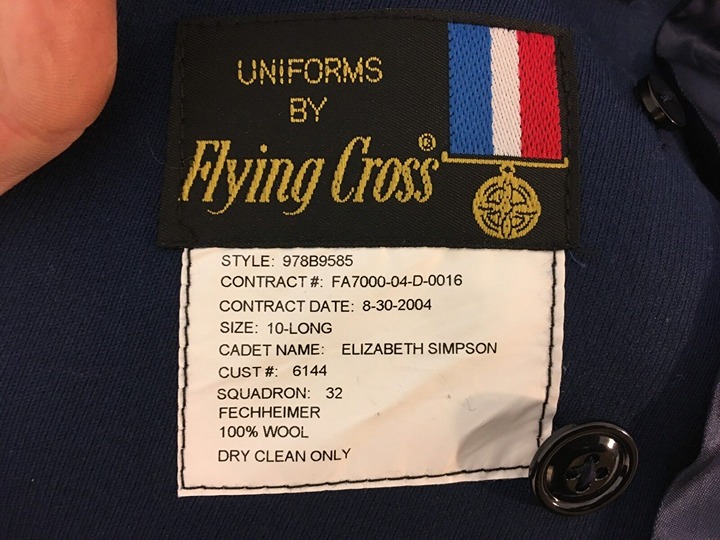 UNIFORMS
BY
Flying Cross®
STYLE: 978B9585
CONTRACT #: FA7000-04-D-0016
CONTRACT DATE: 8-30-2004
SIZE: 10-LONG
CADET NAME: ELIZABETH SIMPSON
CUST #: 6144
SQUADRON: 32
FECHHEIMER
100% WOOL
DRY CLEAN ONLY